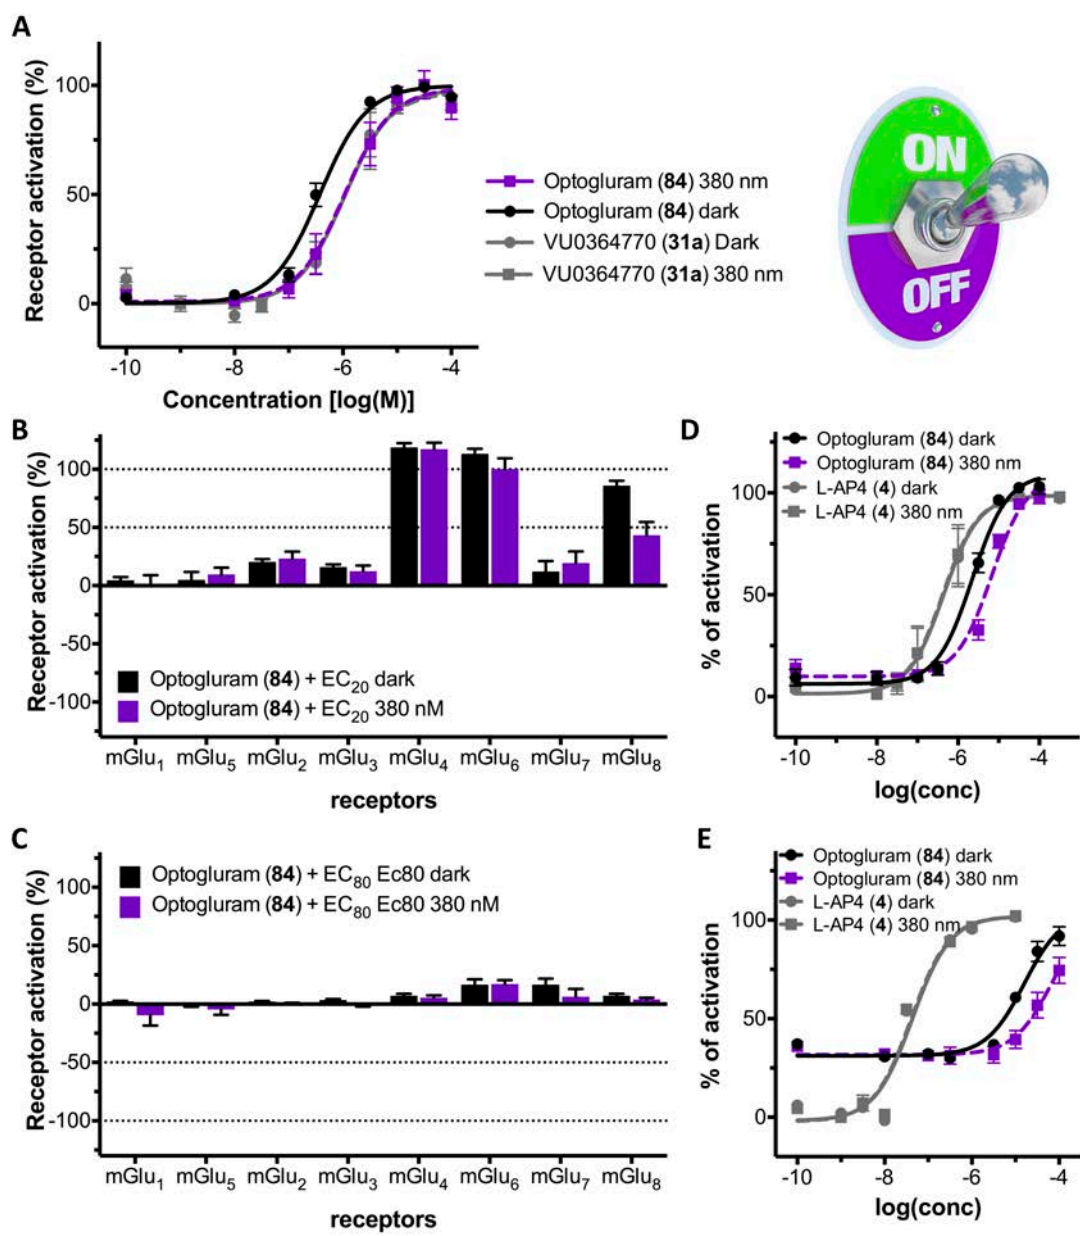 A
Receptor activation (%)
100
50
0
-10
-8
-6
-4
Concentration [log(M)]
Optogluram (84) 380 nm
Optogluram (84) dark
VU0364770 (31a) Dark
VU0364770 (31a) 380 nm
ON
OFF
B
Receptor activation (%)
100
50
0
-50
-100
Optogluram (84) + EC20 dark
Optogluram (84) + EC20 380 nM
mGlu1 mGlu5 mGlu2 mGlu3 mGlu4 mGlu6 mGlu7 mGlu8
receptors
D
Optogluram (84) dark
Optogluram (84) 380 nm
L-AP4 (4) dark
L-AP4 (4) 380 nm
% of activation
100
50
0
-10
-8
-6
-4
log(conc)
C
Receptor activation (%)
100
50
0
-50
-100
Optogluram (84) + EC80 Ec80 dark
Optogluram (84) + EC80 Ec80 380 nM
mGlu1 mGlu5 mGlu2 mGlu3 mGlu4 mGlu6 mGlu7 mGlu8
receptors
E
Optogluram (84) dark
Optogluram (84) 380 nm
L-AP4 (4) dark
L-AP4 (4) 380 nm
% of activation
100
50
0
-10
-8
-6
-4
log(conc)